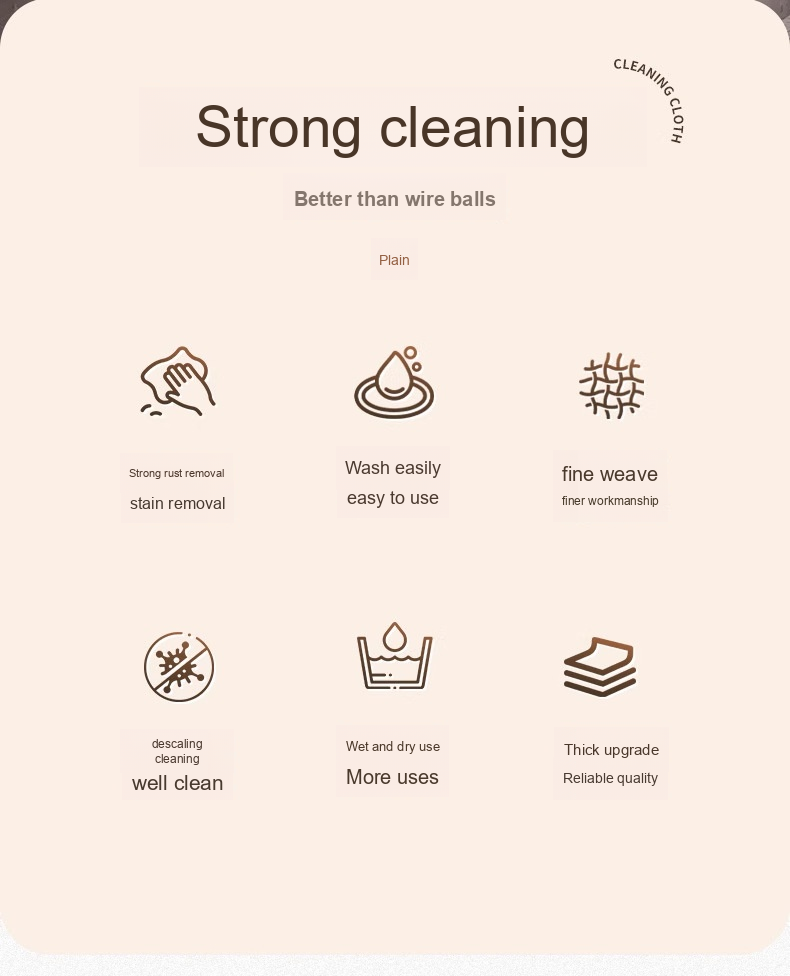 CLEANING CLOTH
Strong cleaning
Better than wire balls
Plain
Strong rust removal
stain removal
Wash easily
easy to use
fine weave
finer workmanship
descaling
cleaning
well clean
Wet and dry use
More uses
Thick upgrade
Reliable quality